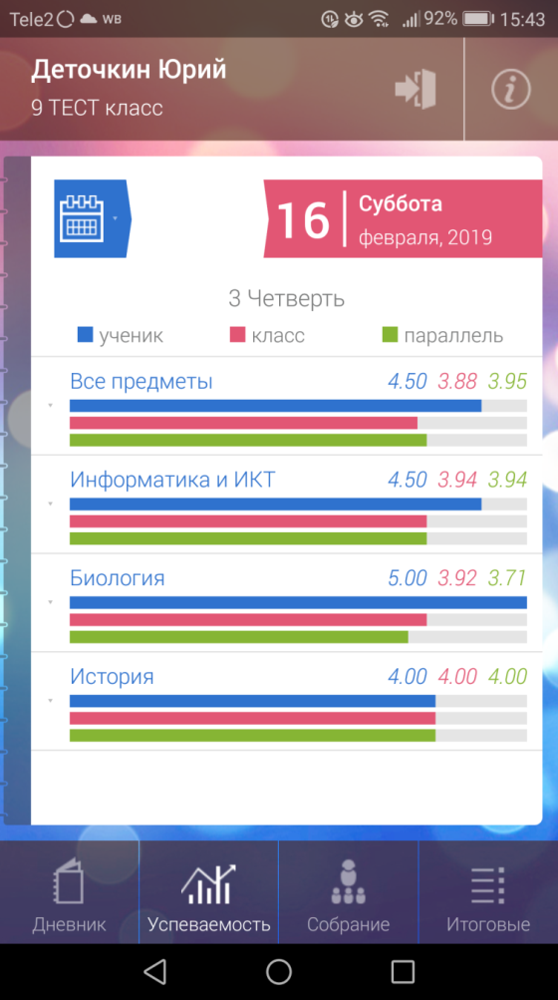 Tele2 WB 92% 15:43
Деточкин Юрий
9 ТЕСТ класс
16 Суббота
февраля, 2019
3 Четверть
ученик класс параллель
Все предметы 4.50 3.88 3.95
Информатика и ИКТ 4.50 3.94 3.94
Биология 5.00 3.92 3.71
История 4.00 4.00 4.00
Дневник Успеваемость Собрание Итоговые